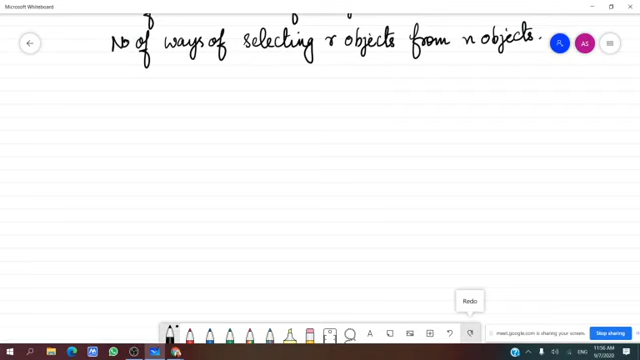 Microsoft Whiteboard
No of ways of selecting r objects from n objects.
AS
Redo
A
meet.google.com is sharing your screen.
Stop sharing
ENG
11:56 AM
9/7/2020